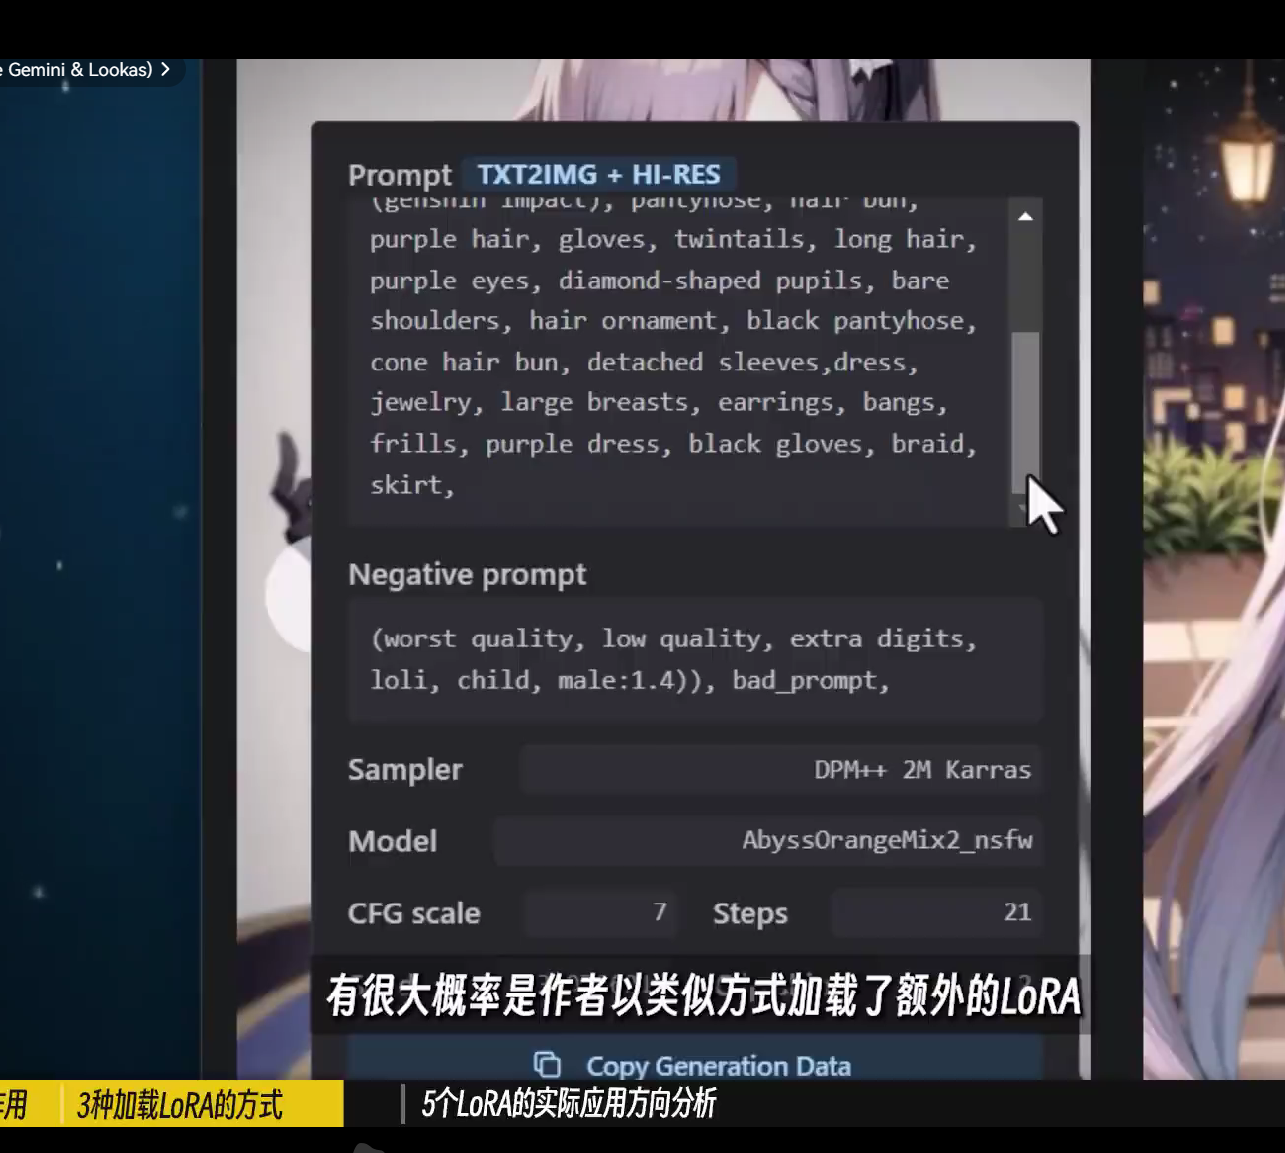 e Gemini & Lookas) >
Prompt TXT2IMG + HI-RES
(genshin impact), pantyhose, hair bun,
purple hair, gloves, twintails, long hair,
purple eyes, diamond-shaped pupils, bare
shoulders, hair ornament, black pantyhose,
cone hair bun, detached sleeves,dress,
jewelry, large breasts, earrings, bangs,
frills, purple dress, black gloves, braid,
skirt,
Negative prompt
(worst quality, low quality, extra digits,
loli, child, male:1.4)), bad_prompt,
Sampler DPM++ 2M Karras
Model AbyssOrangeMix2_nsfw
CFG scale 7 Steps 21
有很大概率是作者以类似方式加载了额外的LoRA
Copy Generation Data
用 3种加载LoRA的方式 5个LoRA的实际应用方向分析